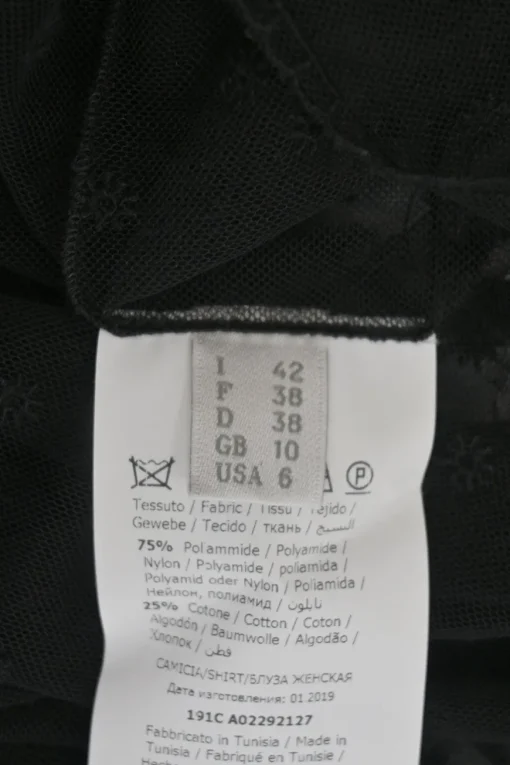 I 42
F 38
D 38
GB 10
USA 6
P
Tessuto / Fabric / Tissu / Tejido /
Gewebe / Tecido / ткань / النسيج
75% Poliammide / Polyamide /
Nylon / Polyamide / poliamida /
Polyamid oder Nylon / Poliamida /
Нейлон, полиамид / نايلون
25% Cotone / Cotton / Coton /
Algodón / Baumwolle / Algodão /
Хлопок / قطن
CAMICIA/SHIRT/БЛУЗА ЖЕНСКАЯ
Дата изготовления: 01.2019
191C A02292127
Fabbricato in Tunisia / Made in
Tunisia / Fabriqué en Tunisie /